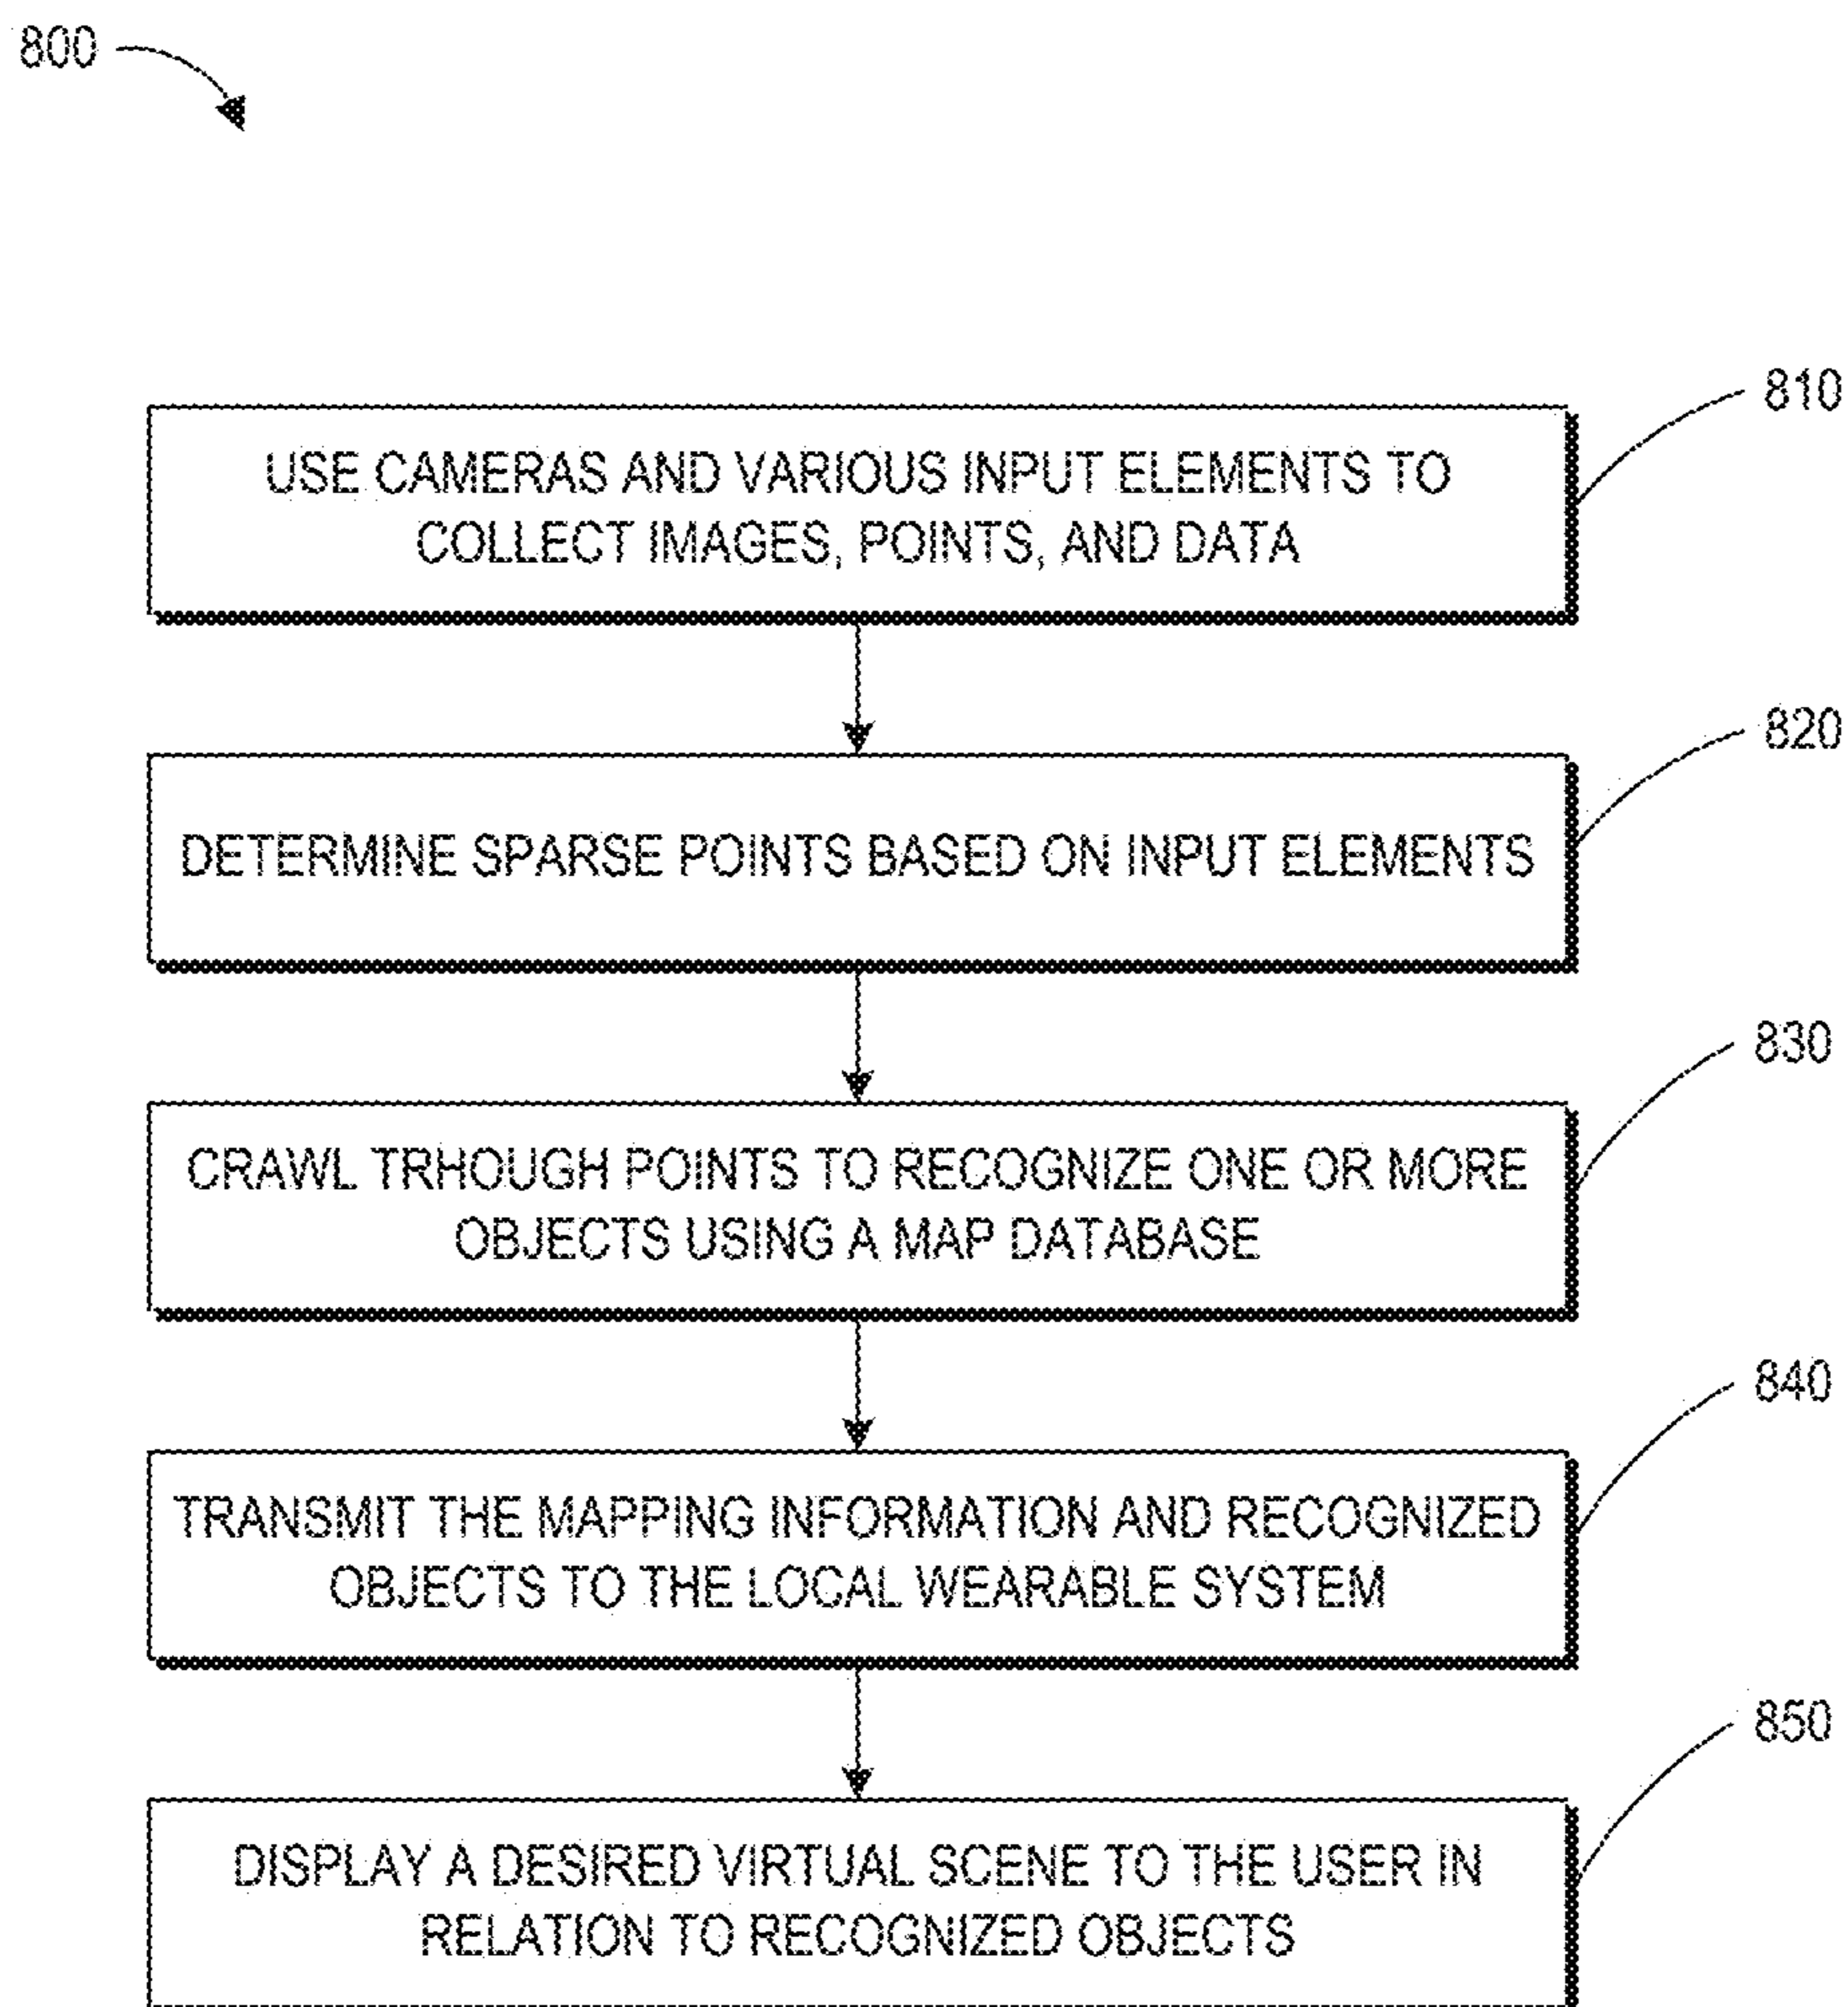 800
810
USE CAMERAS AND VARIOUS INPUT ELEMENTS TO
COLLECT IMAGES, POINTS, AND DATA
820
DETERMINE SPARSE POINTS BASED ON INPUT ELEMENTS
830
CRAWL TRHOUGH POINTS TO RECOGNIZE ONE OR MORE
OBJECTS USING A MAP DATABASE
840
TRANSMIT THE MAPPING INFORMATION AND RECOGNIZED
OBJECTS TO THE LOCAL WEARABLE SYSTEM
850
DISPLAY A DESIRED VIRTUAL SCENE TO THE USER IN
RELATION TO RECOGNIZED OBJECTS